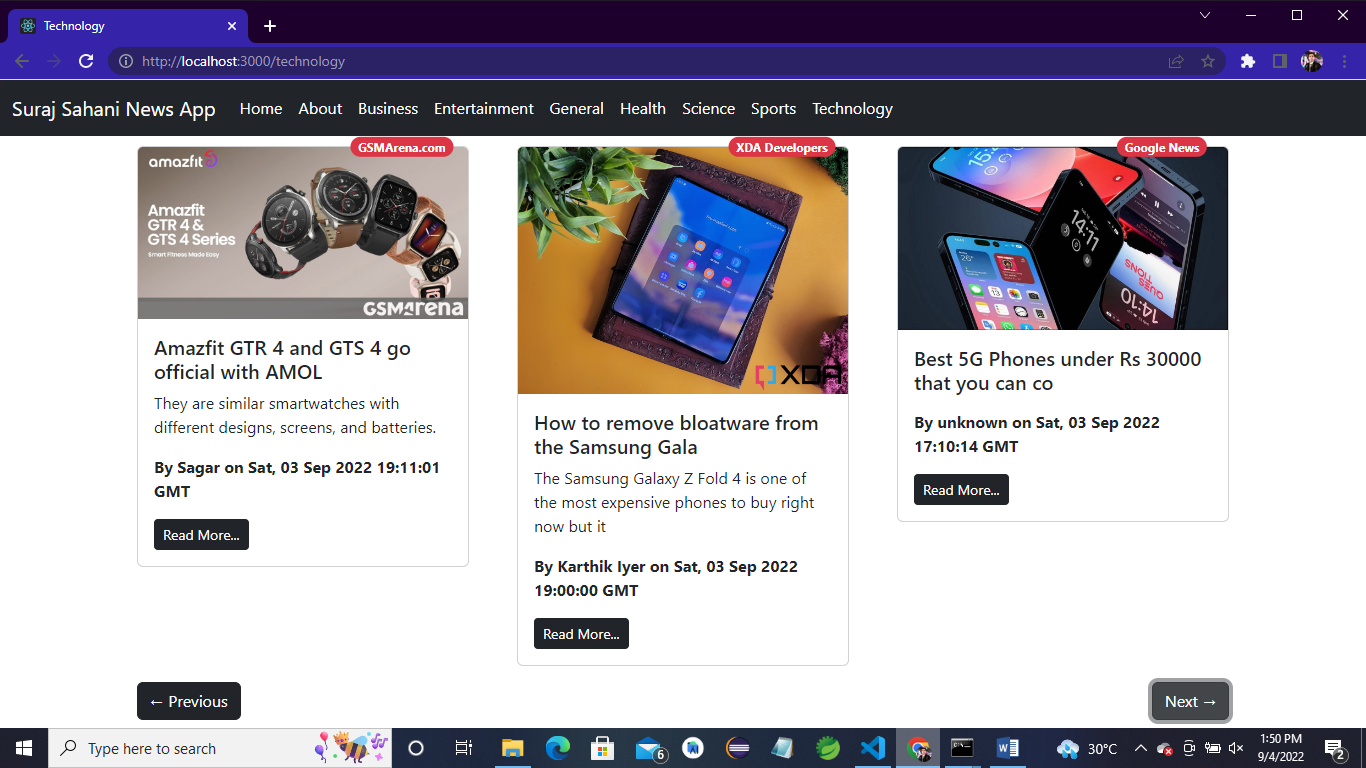 Technology
http://localhost:3000/technology
Suraj Sahani News App Home About Business Entertainment General Health Science Sports Technology
GSMArena.com
amazfit
Amazfit
GTR 4 &
GTS 4 Series
Smart Fitness Made Easy
GSMArena
Amazfit GTR 4 and GTS 4 go
official with AMOL
They are similar smartwatches with
different designs, screens, and batteries.
By Sagar on Sat, 03 Sep 2022 19:11:01
GMT
Read More...
XDA Developers
XDA
How to remove bloatware from
the Samsung Gala
The Samsung Galaxy Z Fold 4 is one of
the most expensive phones to buy right
now but it
By Karthik Iyer on Sat, 03 Sep 2022
19:00:00 GMT
Read More...
Google News
14:11
14:10
Best 5G Phones under Rs 30000
that you can co
By unknown on Sat, 03 Sep 2022
17:10:14 GMT
Read More...
← Previous
Next →
Type here to search
6
30°C
1:50 PM
9/4/2022
2